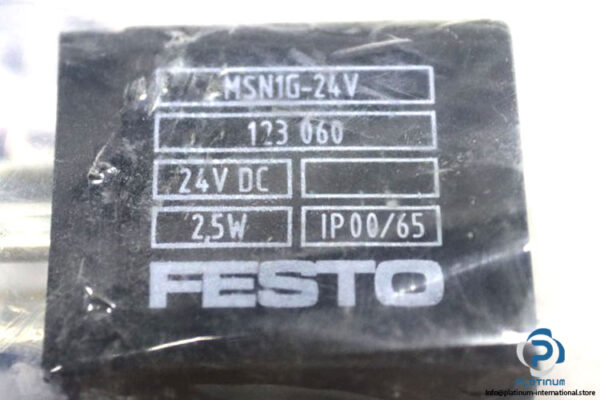 MSN1G-24V
123 060
24V DC
2,5W IP00/65
FESTO
PLATINUM
info@platinum-international.store